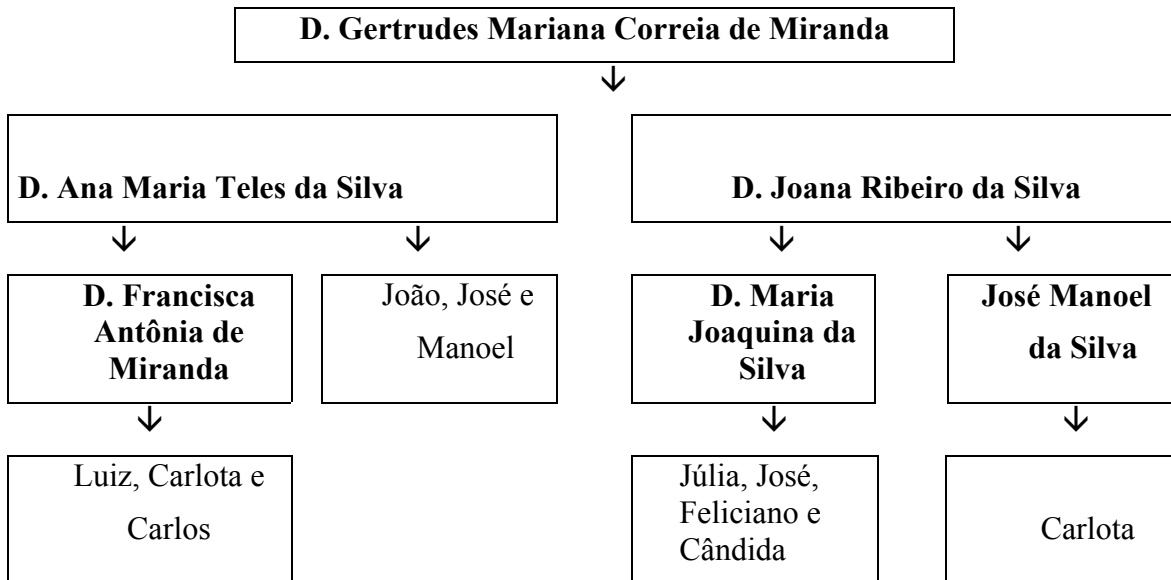 D. Gertrudes Mariana Correia de Miranda
D. Ana Maria Teles da Silva
D. Joana Ribeiro da Silva
D. Francisca
Antônia de
Miranda
João, José e
Manoel
D. Maria
Joaquina da
Silva
José Manoel
da Silva
Luiz, Carlota e
Carlos
Júlia, José,
Feliciano e
Cândida
Carlota